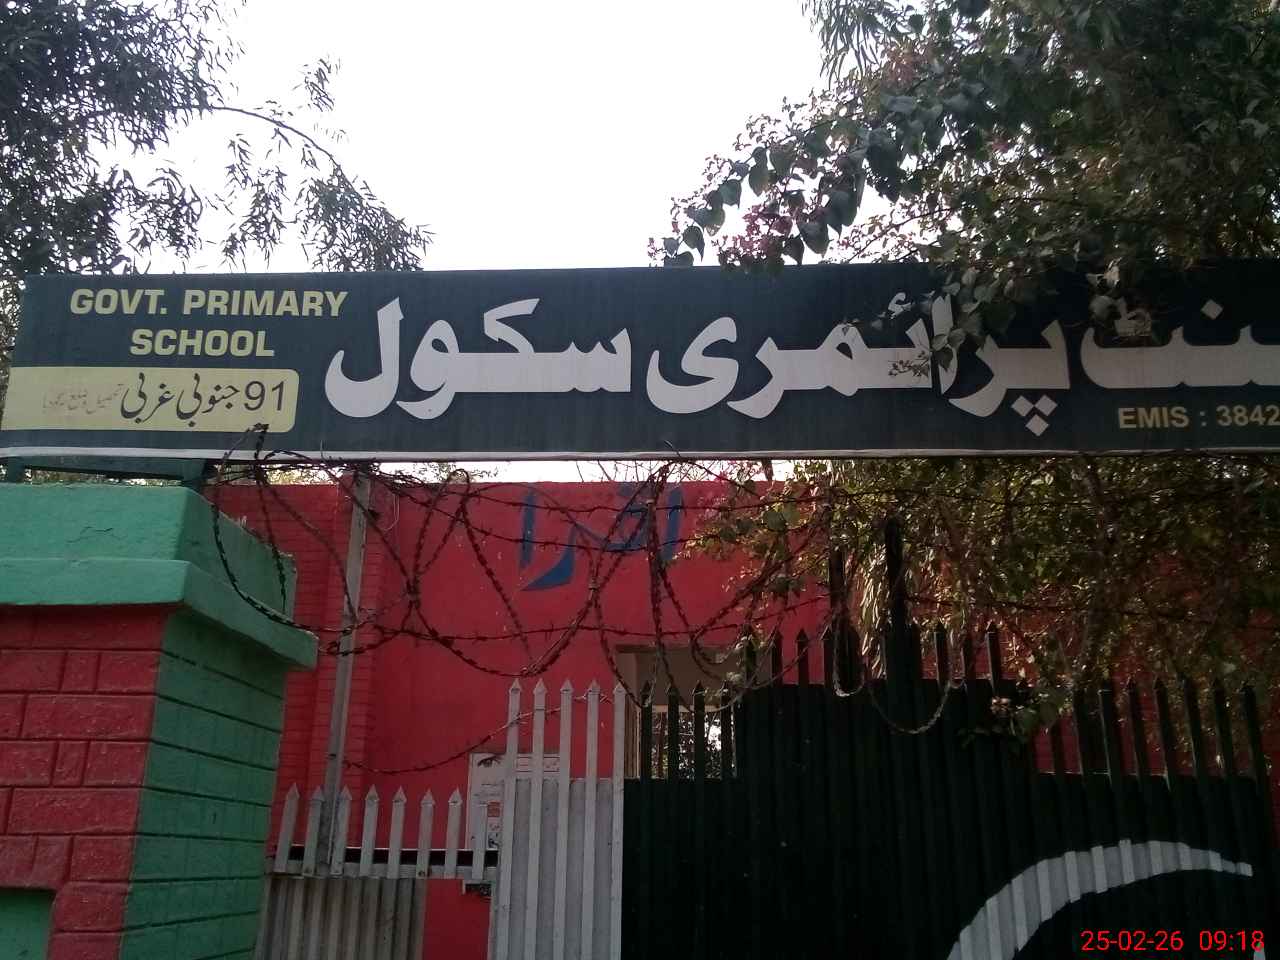 GOVT. PRIMARY
SCHOOL
پرائمری سکول
91 جنوبی غربی
EMIS : 3842
اقرا
25-02-26 09:18